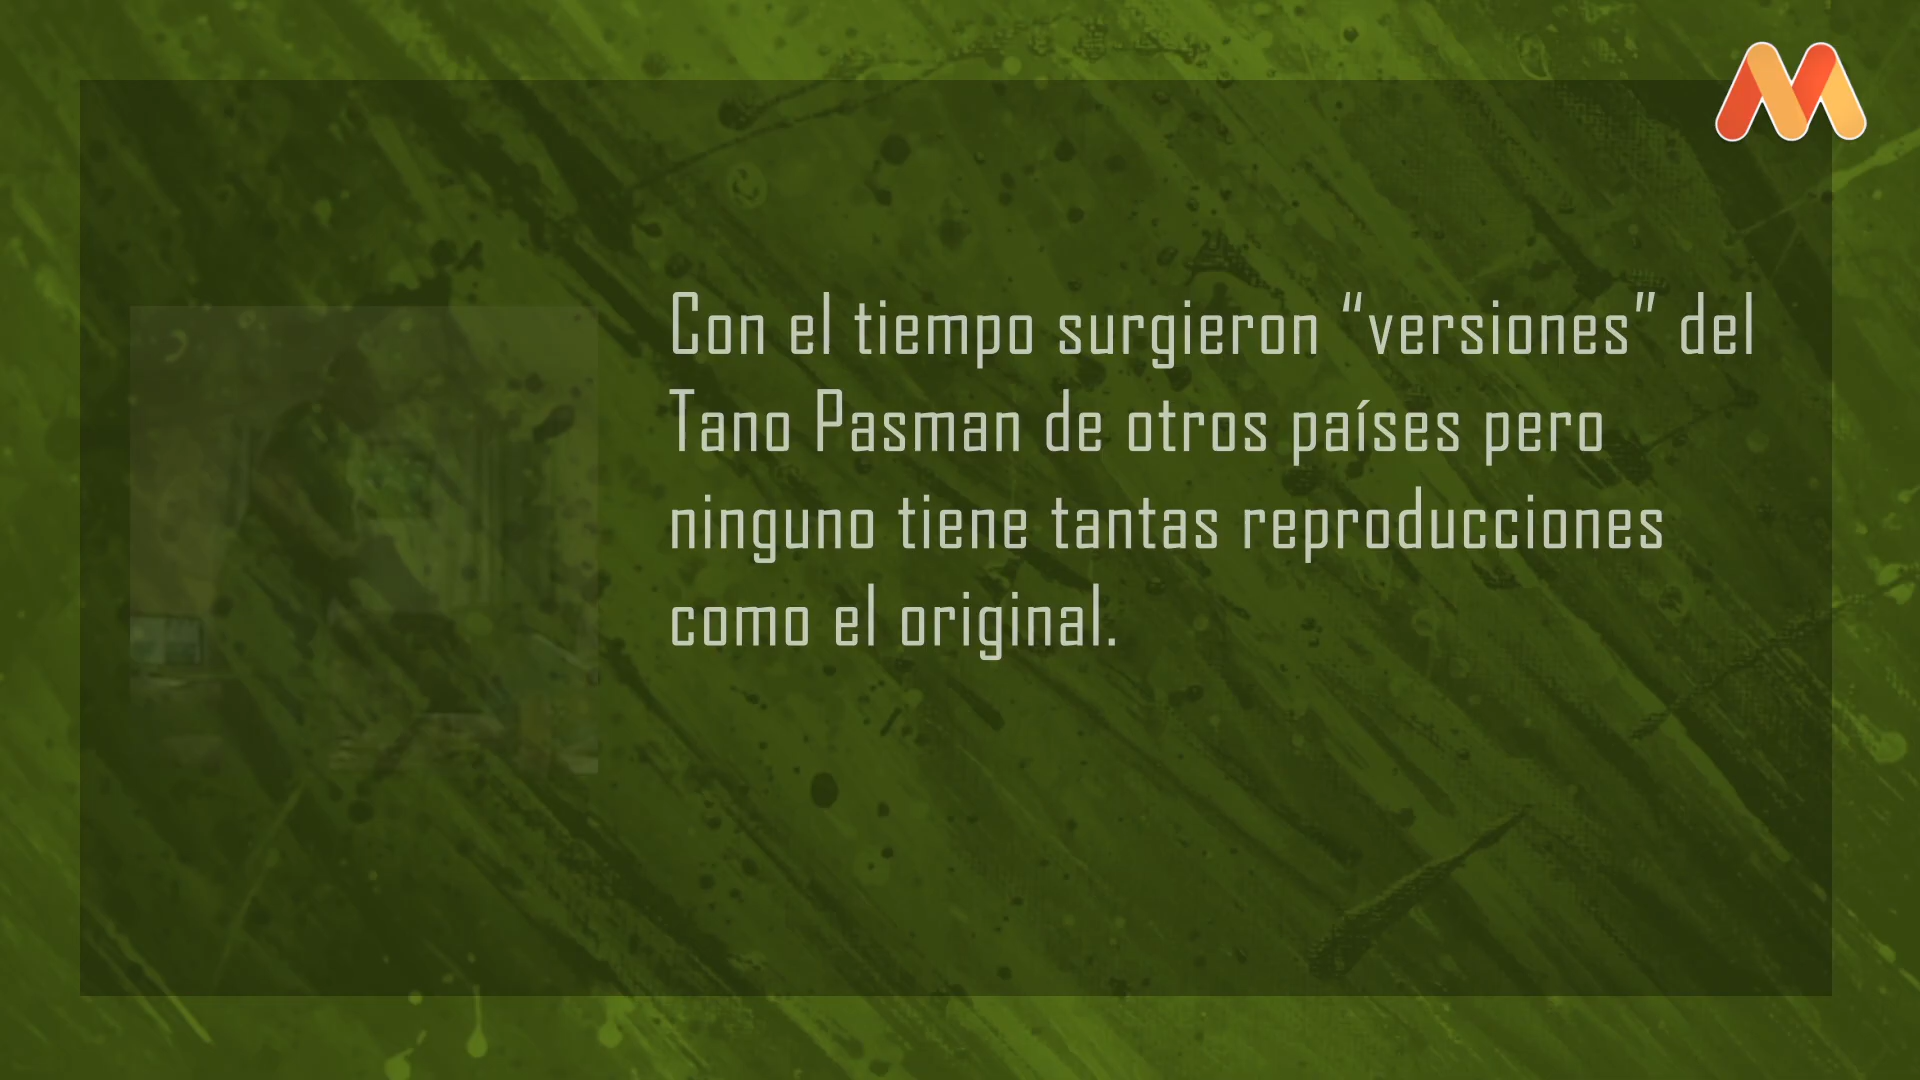 Con el tiempo surgieron “versiones” del
Tano Pasman de otros países pero
ninguno tiene tantas reproducciones
como el original.